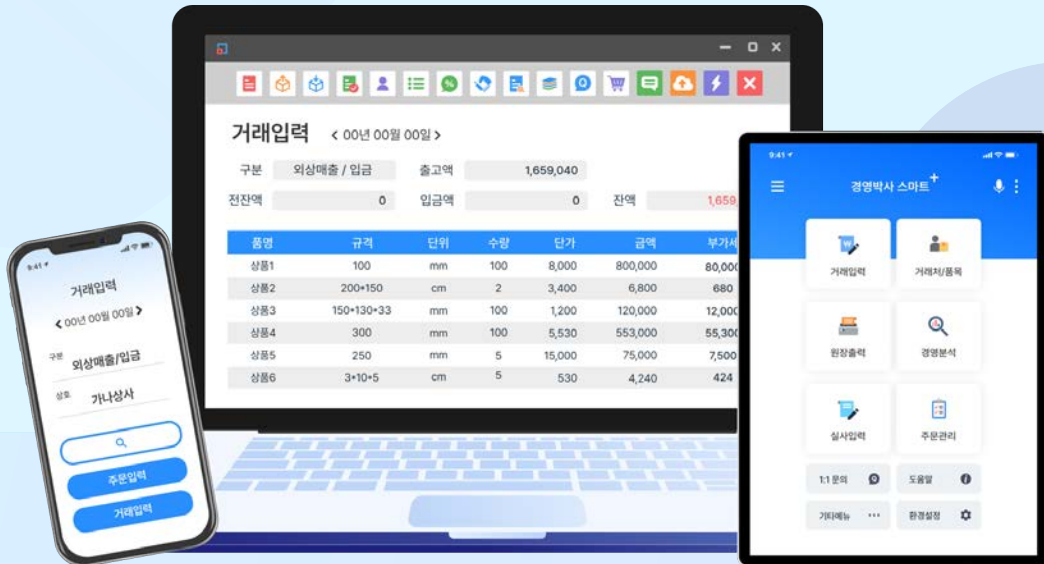 거래입력 < 00년 00월 00일 >
구분 외상매출 / 입금 출고액 1,659,040
전잔액 0 입금액 0 잔액 1,659,
품명 규격 단위 수량 단가 금액 부가세
상품1 100 mm 100 8,000 800,000 80,000
상품2 200*150 cm 2 3,400 6,800 680
상품3 150*130*33 mm 100 1,200 120,000 12,000
상품4 300 mm 100 5,530 553,000 55,300
상품5 250 mm 5 15,000 75,000 7,500
상품6 3*10*5 cm 5 530 4,240 424
9:41
거래입력
< 00년 00월 00일 >
구분 외상매출/입금
상호 가나상사
주문입력
거래입력
9:41
경영박사 스마트+
거래입력 거래처/품목
원장출력 경영분석
실사입력 주문관리
1:1 문의 도움말
기타메뉴 환경설정